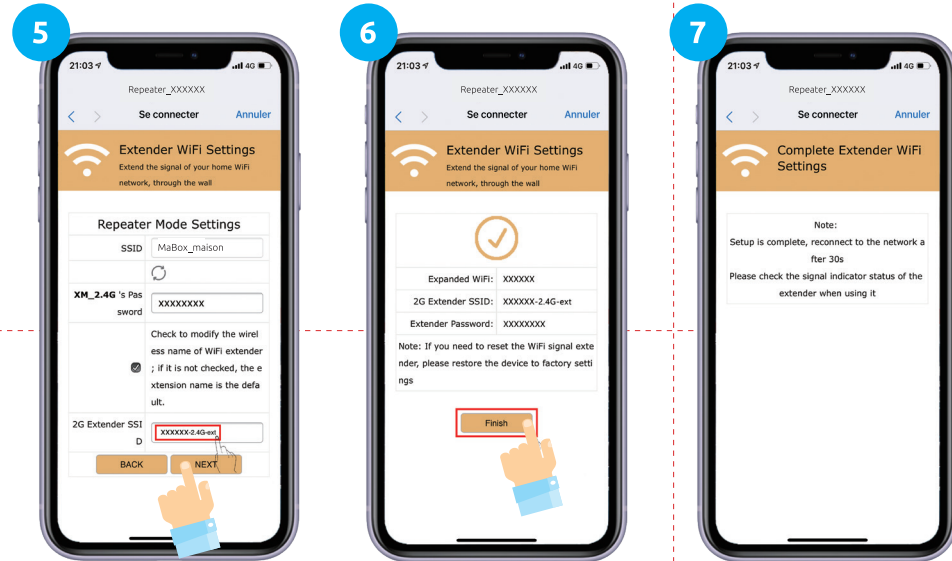 5
21:03
4G
Repeater_XXXXXX
< >
Se connecter
Annuler
Extender WiFi Settings
Extend the signal of your home WiFi
network, through the wall
Repeater Mode Settings
SSID
MaBox_maison
XM_2.4G 's Pas
sword
XXXXXXXX
Check to modify the wirel
ess name of WiFi extender
; if it is not checked, the e
xtension name is the defa
ult.
2G Extender SSI
D
XXXXXX-2.4G-ext
BACK
NEXT
6
21:03
4G
Repeater_XXXXXX
< >
Se connecter
Annuler
Extender WiFi Settings
Extend the signal of your home WiFi
network, through the wall
Expanded WiFi: XXXXXX
2G Extender SSID: XXXXXX-2.4G-ext
Extender Password: XXXXXXXX
Note: If you need to reset the WiFi signal exte
nder, please restore the device to factory setti
ngs
Finish
7
21:03
4G
Repeater_XXXXXX
< >
Se connecter
Annuler
Complete Extender WiFi
Settings
Note:
Setup is complete, reconnect to the network a
fter 30s
Please check the signal indicator status of the
extender when using it